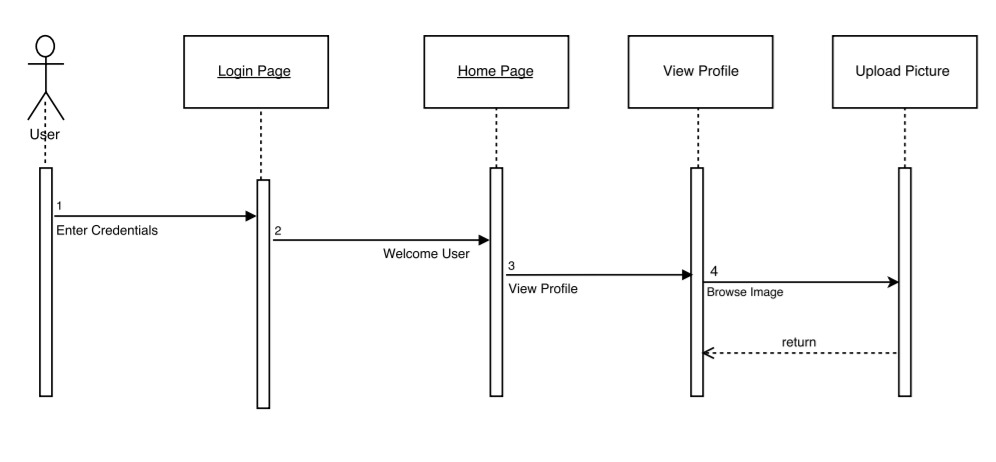 Login Page
Home Page
View Profile
Upload Picture
User
1
Enter Credentials
2
Welcome User
3
View Profile
4
Browse Image
return